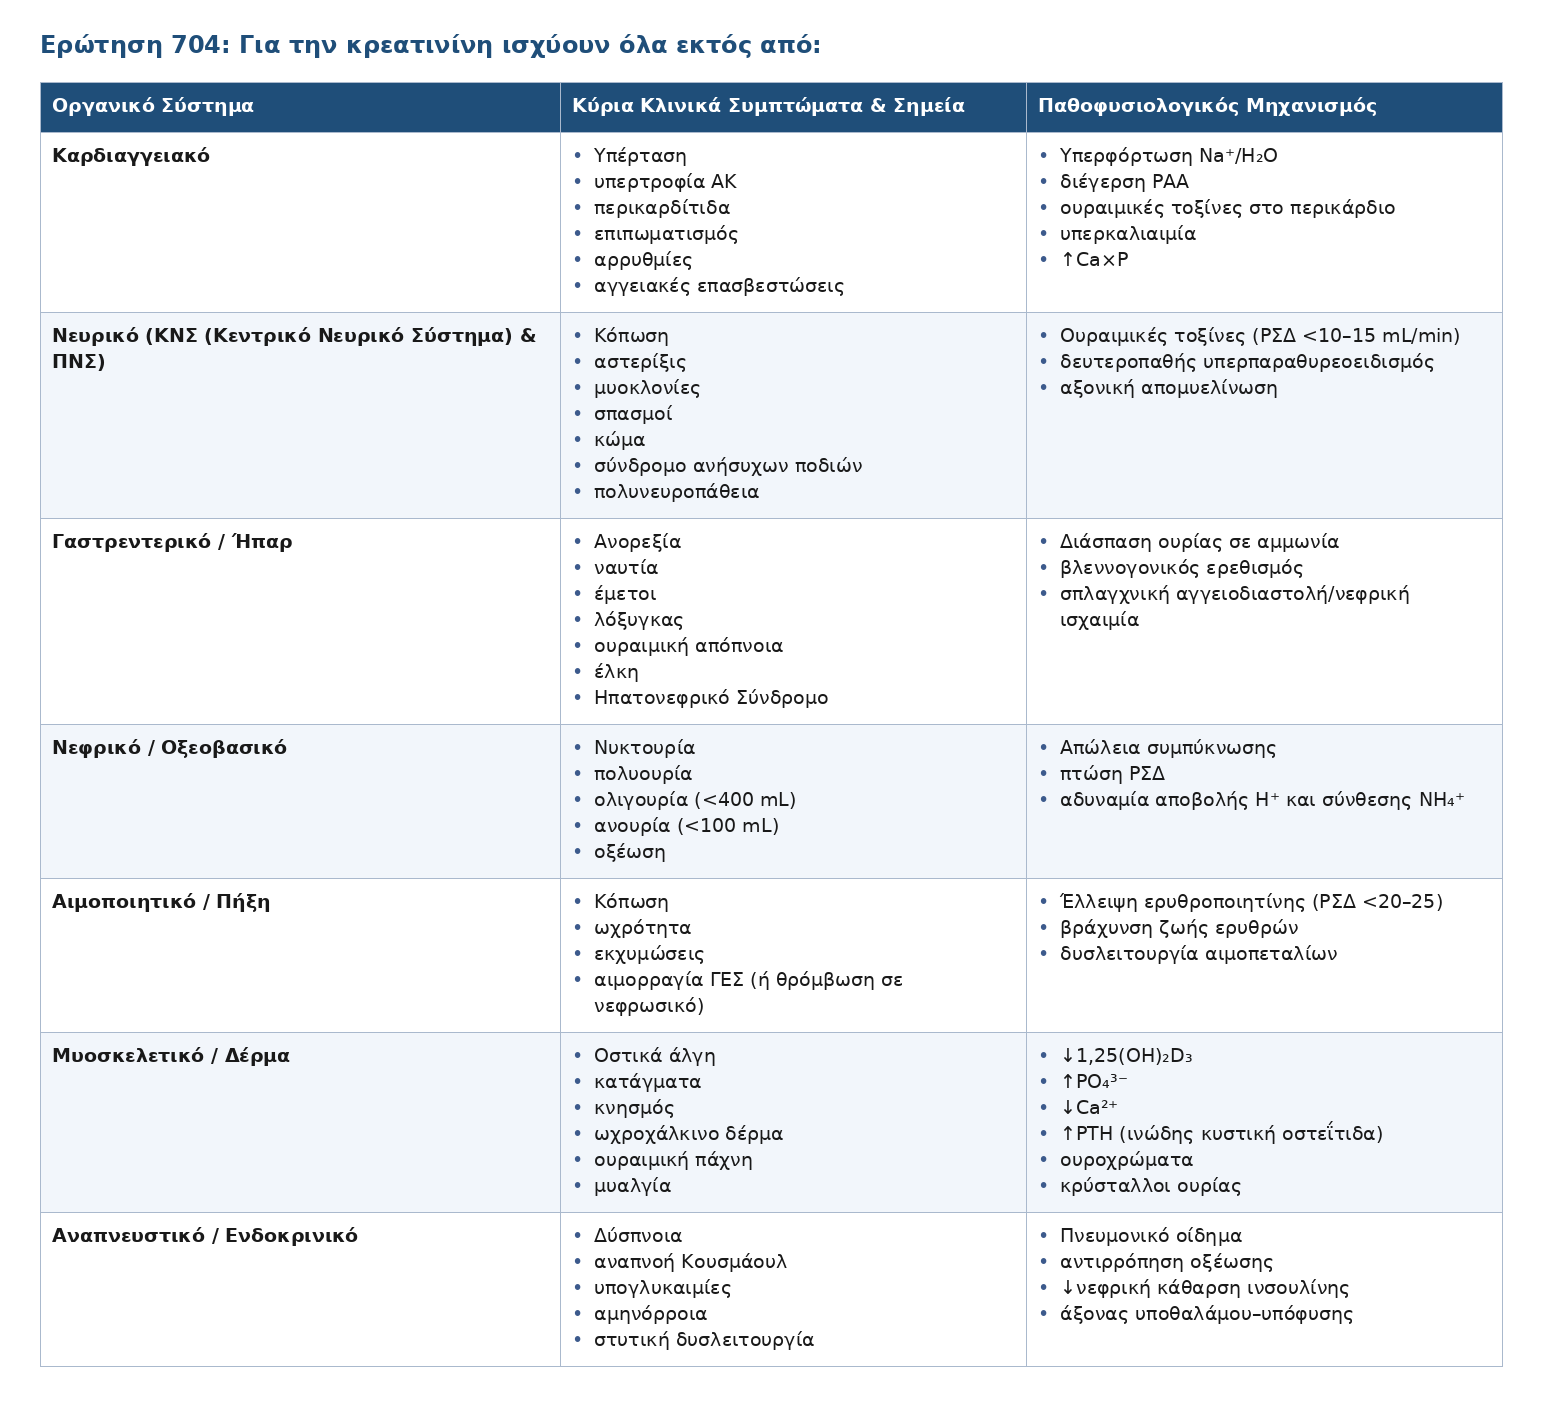 Ερώτηση 704: Για την κρεατινίνη ισχύουν όλα εκτός από:
Οργανικό Σύστημα
Κύρια Κλινικά Συμπτώματα & Σημεία
Παθοφυσιολογικός Μηχανισμός
Καρδιαγγειακό
• Υπέρταση
• υπερτροφία ΑΚ
• περικαρδίτιδα
• επιπωματισμός
• αρρυθμίες
• αγγειακές επασβεστώσεις
• Υπερφόρτωση Na⁺/H₂O
• διέγερση ΡΑΑ
• ουραιμικές τοξίνες στο περικάρδιο
• υπερκαλιαιμία
• ↑Ca×P
Νευρικό (ΚΝΣ (Κεντρικό Νευρικό Σύστημα) &
ΠΝΣ)
• Κόπωση
• αστερίξις
• μυοκλονίες
• σπασμοί
• κώμα
• σύνδρομο ανήσυχων ποδιών
• πολυνευροπάθεια
• Ουραιμικές τοξίνες (ΡΣΔ <10–15 mL/min)
• δευτεροπαθής υπερπαραθυρεοειδισμός
• αξονική απομυελίνωση
Γαστρεντερικό / Ήπαρ
• Ανορεξία
• ναυτία
• έμετοι
• λόξυγκας
• ουραιμική απόπνοια
• έλκη
• Ηπατονεφρικό Σύνδρομο
• Διάσπαση ουρίας σε αμμωνία
• βλεννογονικός ερεθισμός
• σπλαγχνική αγγειοδιαστολή/νεφρική
ισχαιμία
Νεφρικό / Οξεοβασικό
• Νυκτουρία
• πολυουρία
• ολιγουρία (<400 mL)
• ανουρία (<100 mL)
• οξέωση
• Απώλεια συμπύκνωσης
• πτώση ΡΣΔ
• αδυναμία αποβολής H⁺ και σύνθεσης NH₄⁺
Αιμοποιητικό / Πήξη
• Κόπωση
• ωχρότητα
• εκχυμώσεις
• αιμορραγία ΓΕΣ (ή θρόμβωση σε
νεφρωσικό)
• Έλλειψη ερυθροποιητίνης (ΡΣΔ <20–25)
• βράχυνση ζωής ερυθρών
• δυσλειτουργία αιμοπεταλίων
Μυοσκελετικό / Δέρμα
• Οστικά άλγη
• κατάγματα
• κνησμός
• ωχροχάλκινο δέρμα
• ουραιμική πάχνη
• μυαλγία
• ↓1,25(OH)₂D₃
• ↑PO₄³⁻
• ↓Ca²⁺
• ↑PTH (ινώδης κυστική οστεΐτιδα)
• ουροχρώματα
• κρύσταλλοι ουρίας
Αναπνευστικό / Ενδοκρινικό
• Δύσπνοια
• αναπνοή Κουσμάουλ
• υπογλυκαιμίες
• αμηνόρροια
• στυτική δυσλειτουργία
• Πνευμονικό οίδημα
• αντιρρόπηση οξέωσης
• ↓νεφρική κάθαρση ινσουλίνης
• άξονας υποθαλάμου–υπόφυσης